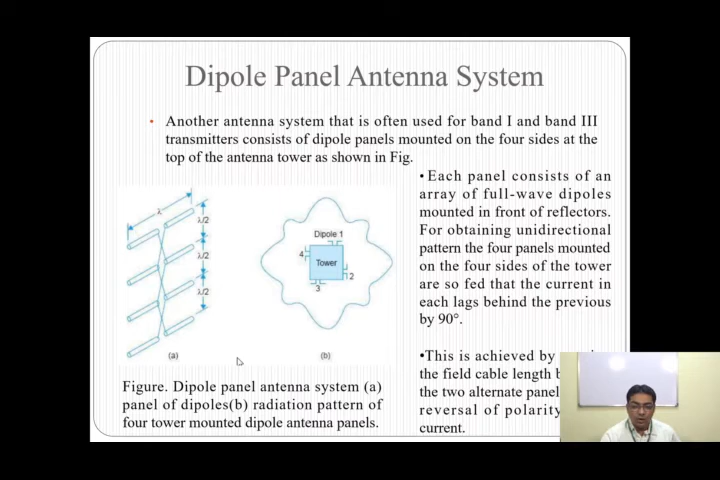 Dipole Panel Antenna System
• Another antenna system that is often used for band I and band III
transmitters consists of dipole panels mounted on the four sides at the
top of the antenna tower as shown in Fig.
λ
λ/2
λ/2
λ/2
(a)
Dipole 1
4
Tower
2
3
(b)
Figure. Dipole panel antenna system (a)
panel of dipoles(b) radiation pattern of
four tower mounted dipole antenna panels.
•Each panel consists of an
array of full-wave dipoles
mounted in front of reflectors.
For obtaining unidirectional
pattern the four panels mounted
on the four sides of the tower
are so fed that the current in
each lags behind the previous
by 90°.
•This is achieved by
the field cable length
the two alternate panel
reversal of polarity
current.